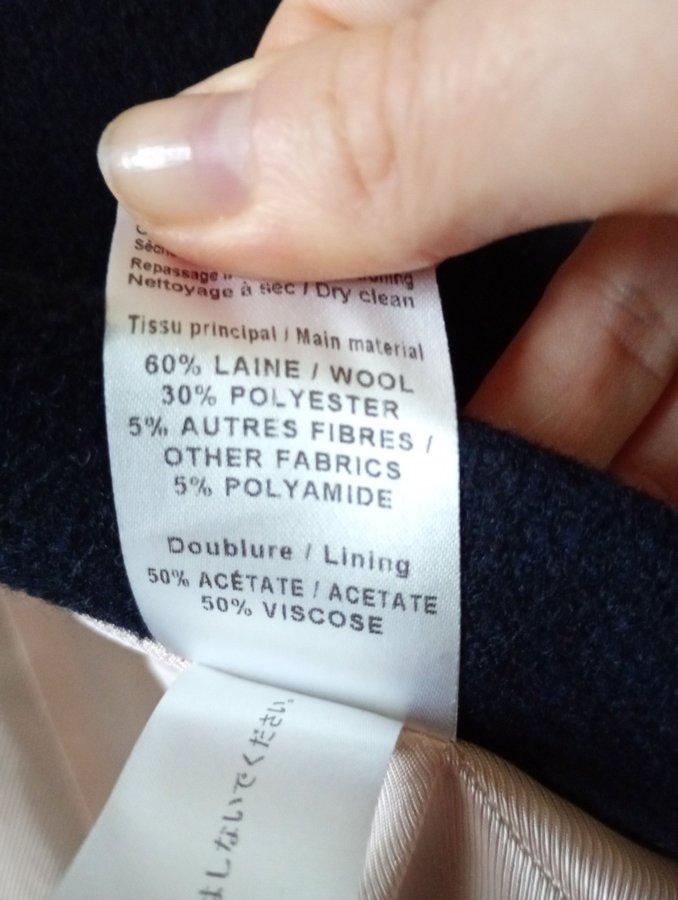 Repassage
Nettoyage à sec / Dry clean
Tissu principal / Main material
60% LAINE / WOOL
30% POLYESTER
5% AUTRES FIBRES /
OTHER FABRICS
5% POLYAMIDE
Doublure / Lining
50% ACÉTATE / ACETATE
50% VISCOSE
はしないでください。